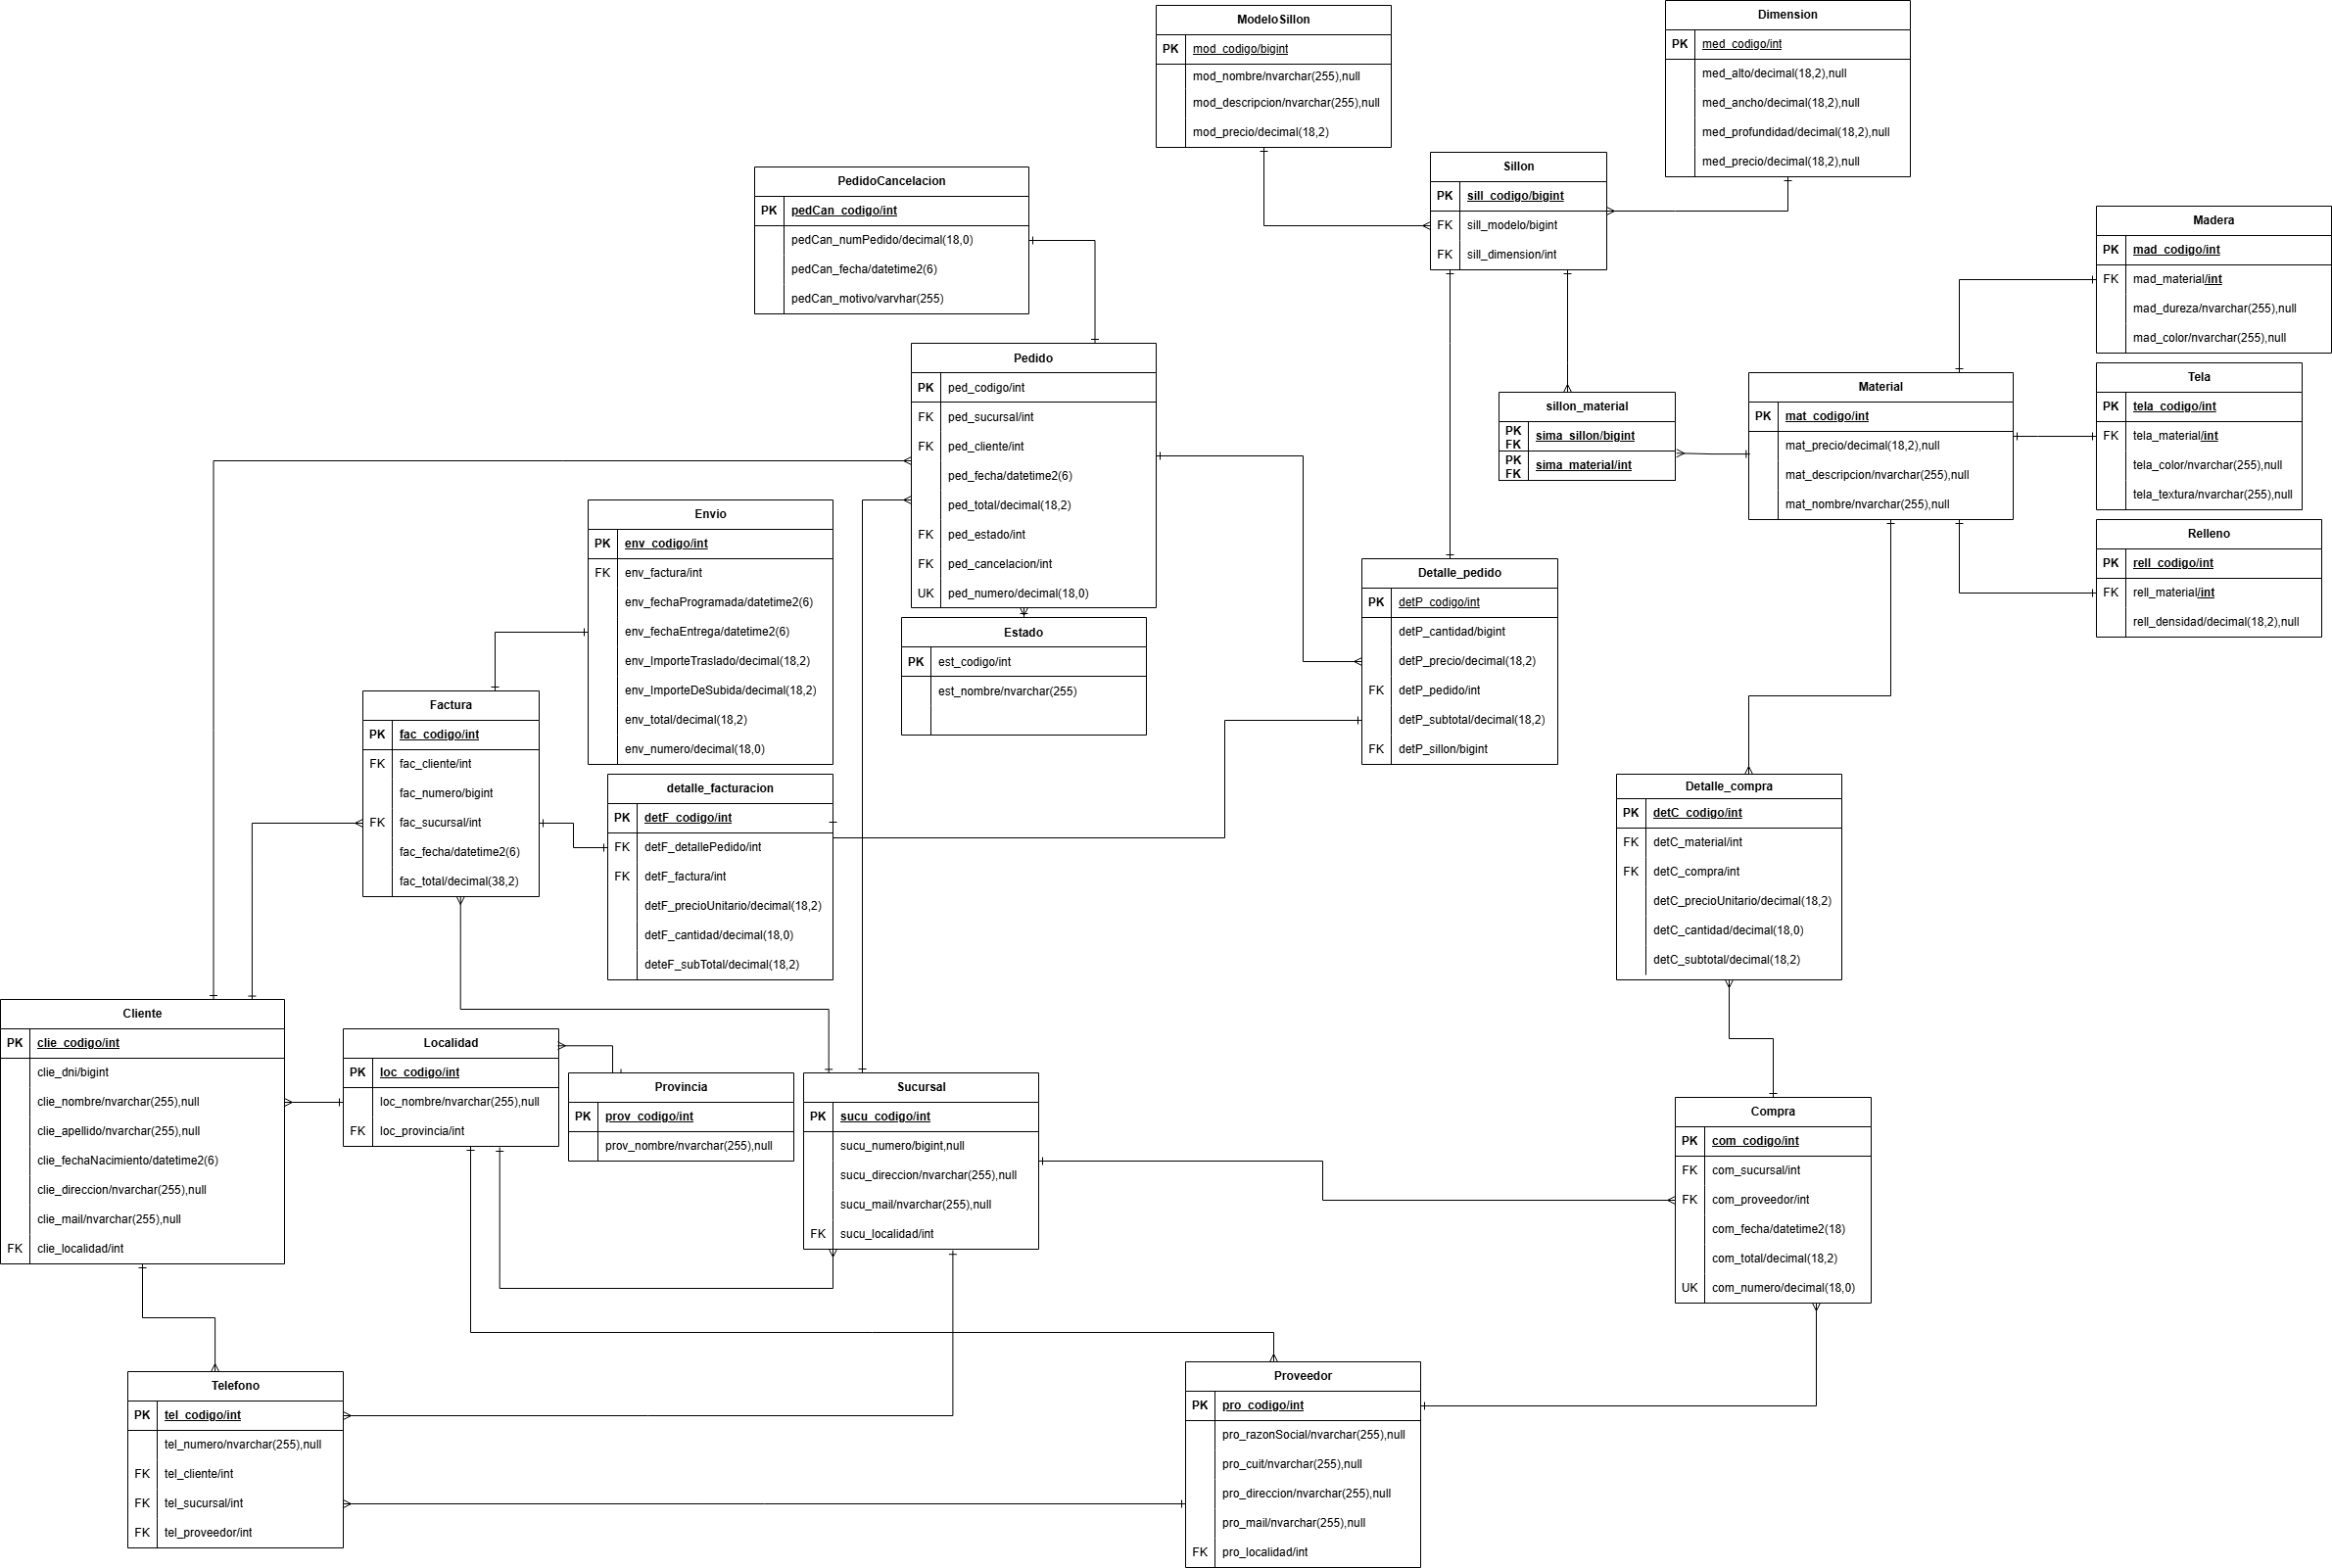 ModeloSillon
PK mod_codigo/bigint
mod_nombre/nvarchar(255),null
mod_descripcion/nvarchar(255),null
mod_precio/decimal(18,2)
Dimension
PK med_codigo/int
med_alto/decimal(18,2),null
med_ancho/decimal(18,2),null
med_profundidad/decimal(18,2),null
med_precio/decimal(18,2),null
PedidoCancelacion
PK pedCan_codigo/int
pedCan_numPedido/decimal(18,0)
pedCan_fecha/datetime2(6)
pedCan_motivo/varvhar(255)
Sillon
PK sill_codigo/bigint
FK sill_modelo/bigint
FK sill_dimension/int
Madera
PK mad_codigo/int
FK mad_material/int
mad_dureza/nvarchar(255),null
mad_color/nvarchar(255),null
Pedido
PK ped_codigo/int
FK ped_sucursal/int
FK ped_cliente/int
ped_fecha/datetime2(6)
ped_total/decimal(18,2)
FK ped_estado/int
FK ped_cancelacion/int
UK ped_numero/decimal(18,0)
sillon_material
PK
FK sima_sillon/bigint
PK
FK sima_material/int
Material
PK mat_codigo/int
mat_precio/decimal(18,2),null
mat_descripcion/nvarchar(255),null
mat_nombre/nvarchar(255),null
Tela
PK tela_codigo/int
FK tela_material/int
tela_color/nvarchar(255),null
tela_textura/nvarchar(255),null
Relleno
PK rell_codigo/int
FK rell_material/int
rell_densidad/decimal(18,2),null
Envio
PK env_codigo/int
FK env_factura/int
env_fechaProgramada/datetime2(6)
env_fechaEntrega/datetime2(6)
env_ImporteTraslado/decimal(18,2)
env_ImporteDeSubida/decimal(18,2)
env_total/decimal(18,2)
env_numero/decimal(18,0)
Estado
PK est_codigo/int
est_nombre/nvarchar(255)
Detalle_pedido
PK detP_codigo/int
detP_cantidad/bigint
detP_precio/decimal(18,2)
FK detP_pedido/int
detP_subtotal/decimal(18,2)
FK detP_sillon/bigint
Factura
PK fac_codigo/int
FK fac_cliente/int
fac_numero/bigint
FK fac_sucursal/int
fac_fecha/datetime2(6)
fac_total/decimal(38,2)
detalle_facturacion
PK detF_codigo/int
FK detF_detallePedido/int
FK detF_factura/int
detF_precioUnitario/decimal(18,2)
detF_cantidad/decimal(18,0)
deteF_subTotal/decimal(18,2)
Detalle_compra
PK detC_codigo/int
FK detC_material/int
FK detC_compra/int
detC_precioUnitario/decimal(18,2)
detC_cantidad/decimal(18,0)
detC_subtotal/decimal(18,2)
Cliente
PK clie_codigo/int
clie_dni/bigint
clie_nombre/nvarchar(255),null
clie_apellido/nvarchar(255),null
clie_fechaNacimiento/datetime2(6)
clie_direccion/nvarchar(255),null
clie_mail/nvarchar(255),null
FK clie_localidad/int
Localidad
PK loc_codigo/int
loc_nombre/nvarchar(255),null
FK loc_provincia/int
Provincia
PK prov_codigo/int
prov_nombre/nvarchar(255),null
Sucursal
PK sucu_codigo/int
sucu_numero/bigint,null
sucu_direccion/nvarchar(255),null
sucu_mail/nvarchar(255),null
FK sucu_localidad/int
Compra
PK com_codigo/int
FK com_sucursal/int
FK com_proveedor/int
com_fecha/datetime2(18)
com_total/decimal(18,2)
UK com_numero/decimal(18,0)
Telefono
PK tel_codigo/int
tel_numero/nvarchar(255),null
FK tel_cliente/int
FK tel_sucursal/int
FK tel_proveedor/int
Proveedor
PK pro_codigo/int
pro_razonSocial/nvarchar(255),null
pro_cuit/nvarchar(255),null
pro_direccion/nvarchar(255),null
pro_mail/nvarchar(255),null
FK pro_localidad/int